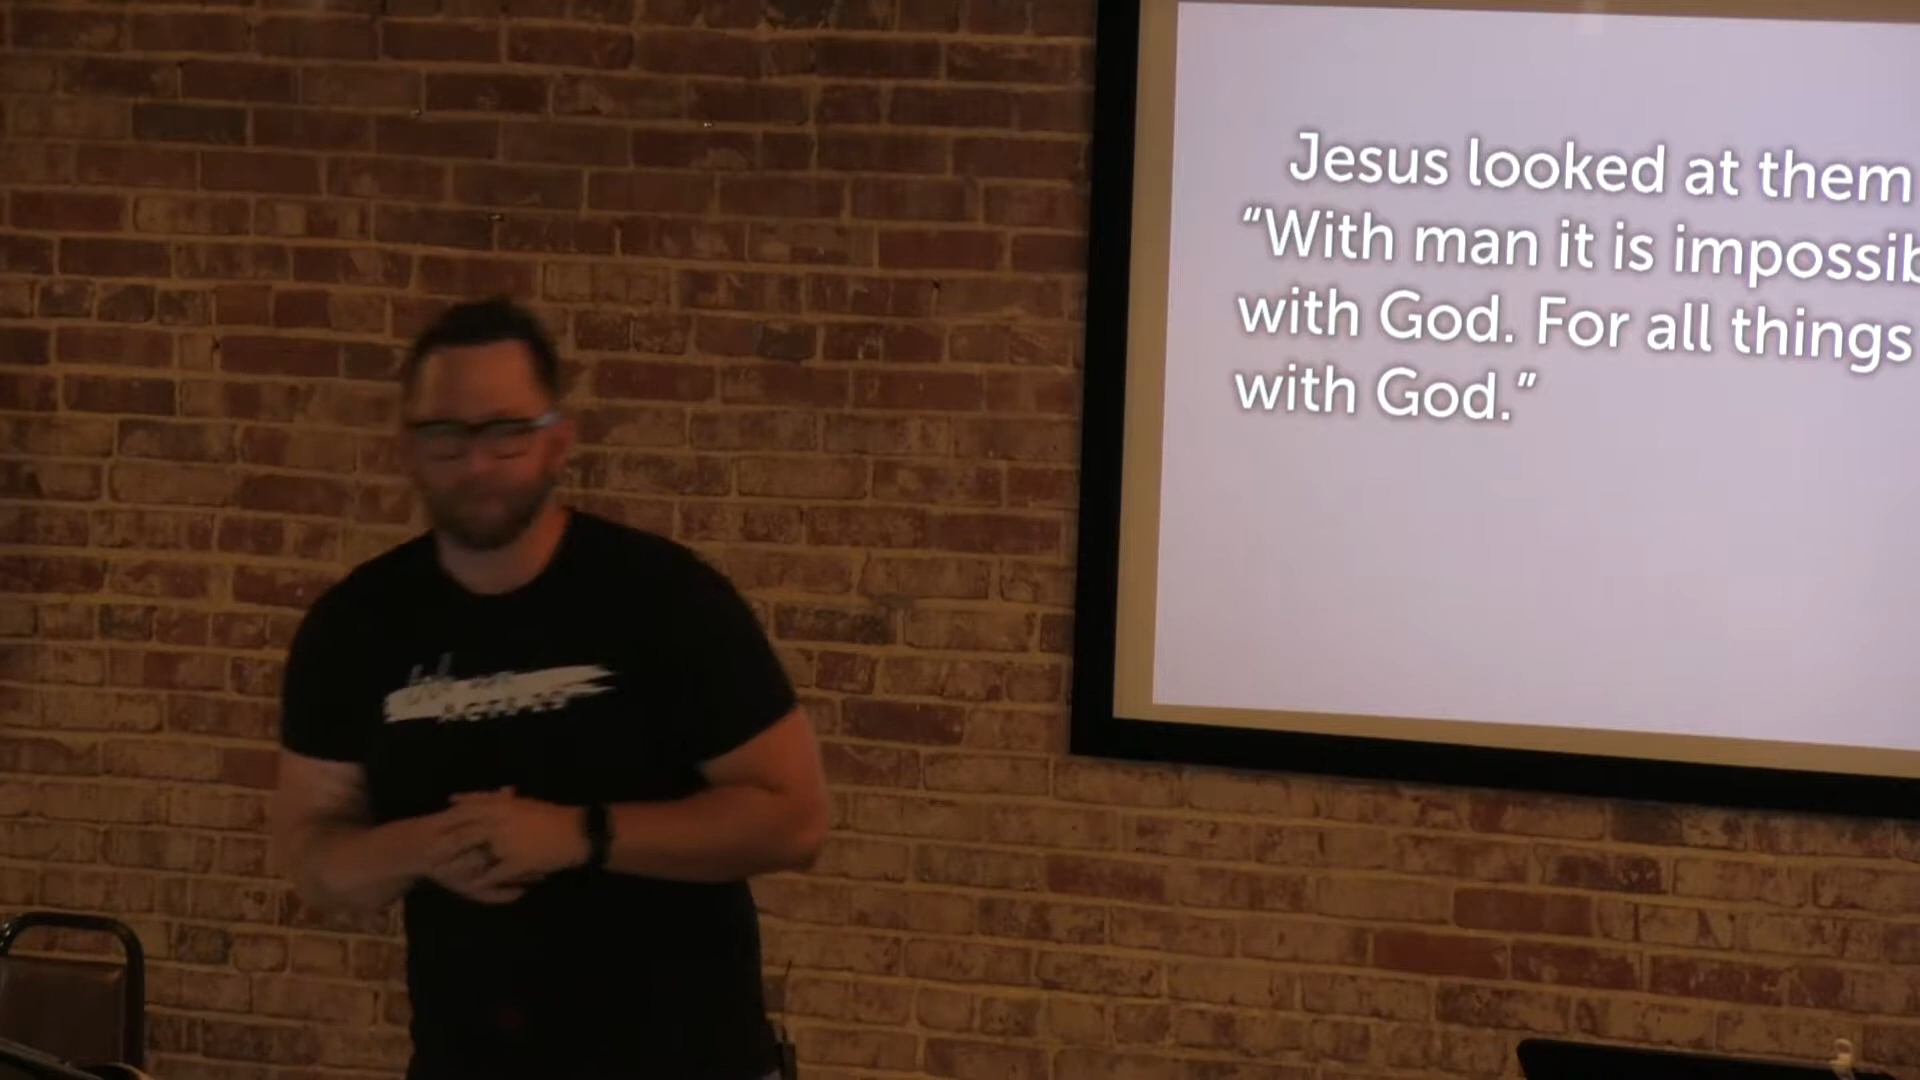 Jesus looked at them
“With man it is impossib
with God. For all things
with God.”